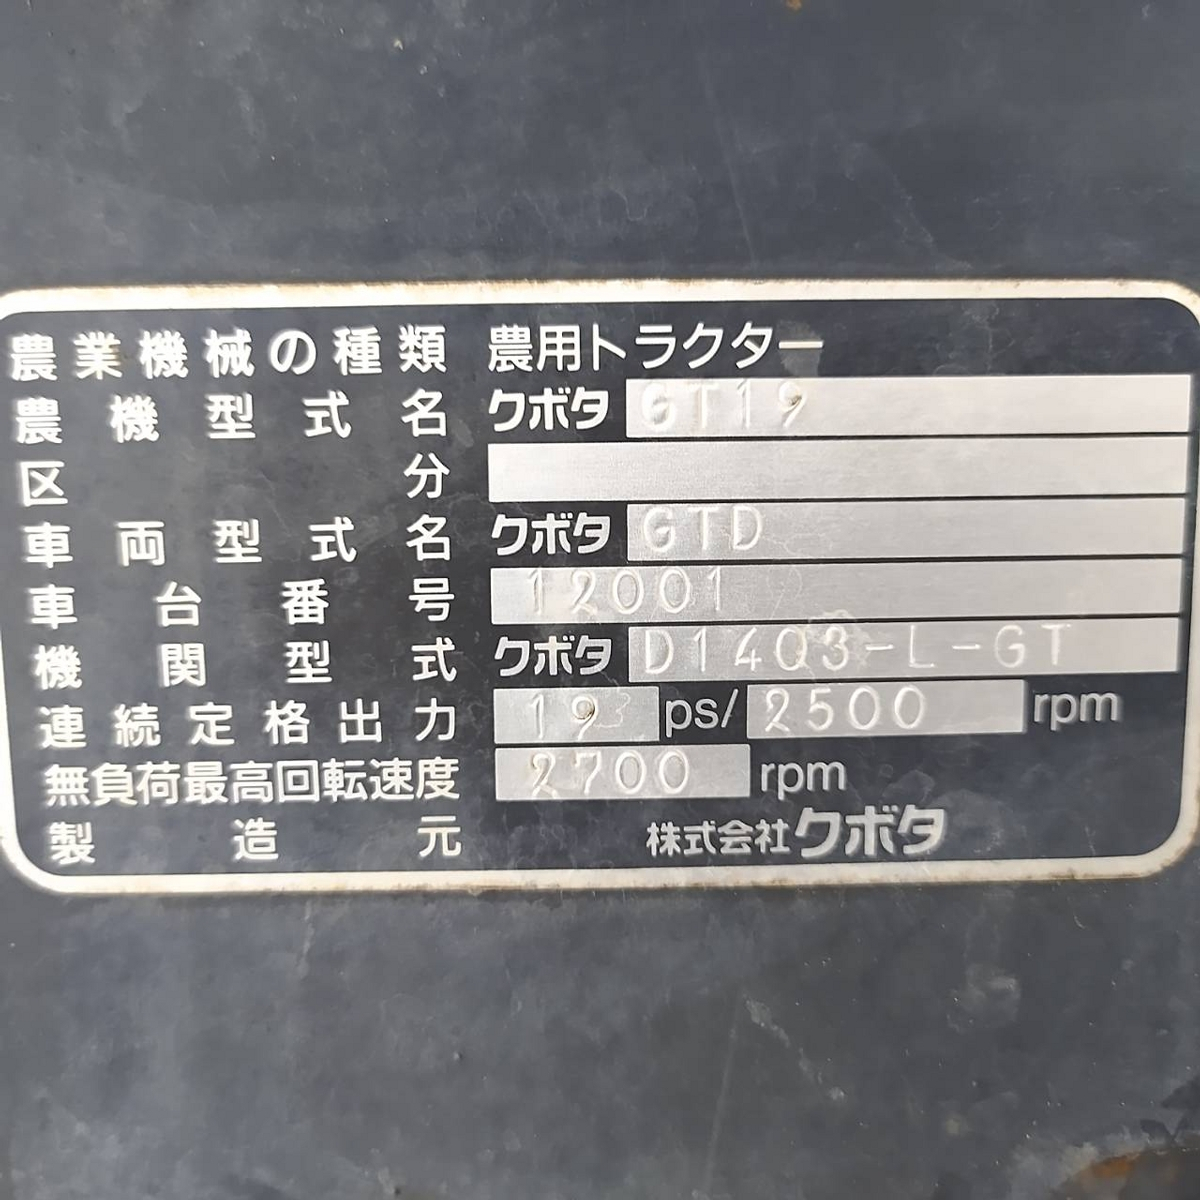 農業機械の種類 農用トラクター
農機型式名 クボタ GT19
区分
車両型式名 クボタ GTD
車台番号 12001
機関型式 クボタ D1403-L-GT
連続定格出力 19 ps/ 2500 rpm
無負荷最高回転速度 2700 rpm
製造元 株式会社クボタ